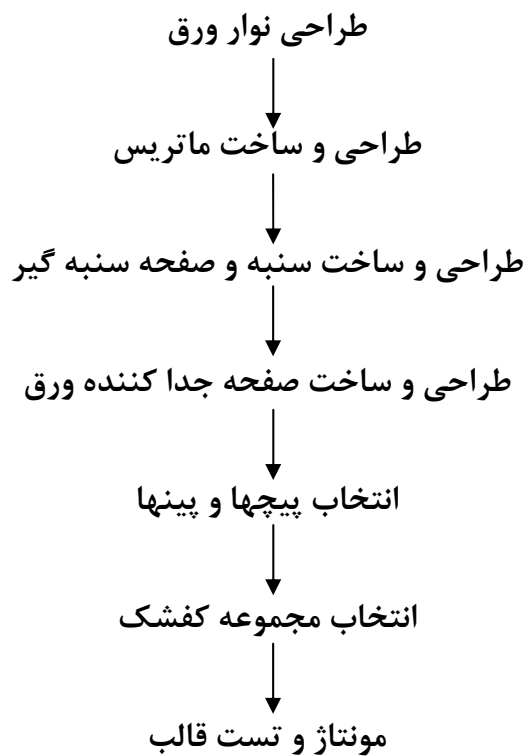 طراحی نوار ورق
طراحی و ساخت ماتریس
طراحی و ساخت سنبه و صفحه سنبه گیر
طراحی و ساخت صفحه جدا کننده ورق
انتخاب پیچها و پینها
انتخاب مجموعه کفشک
مونتاژ و تست قالب